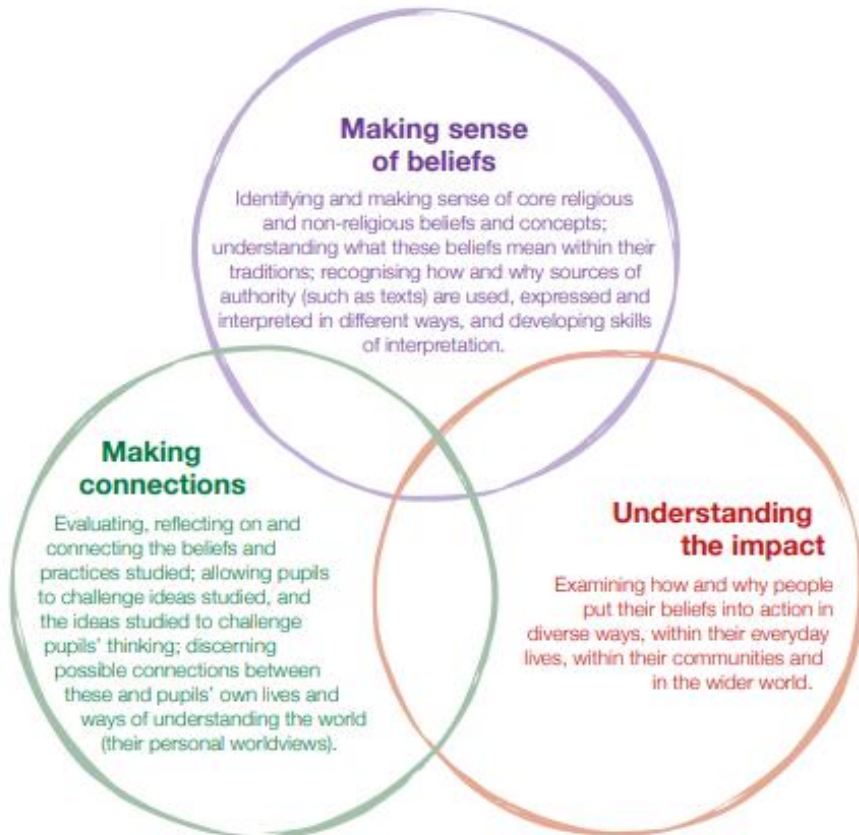 Making sense
of beliefs
Identifying and making sense of core religious
and non-religious beliefs and concepts;
understanding what these beliefs mean within their
traditions; recognising how and why sources of
authority (such as texts) are used, expressed and
interpreted in different ways, and developing skills
of interpretation.
Making
connections
Evaluating, reflecting on and
connecting the beliefs and
practices studied; allowing pupils
to challenge ideas studied, and
the ideas studied to challenge
pupils' thinking; discerning
possible connections between
these and pupils' own lives and
ways of understanding the world
(their personal worldviews).
Understanding
the impact
Examining how and why people
put their beliefs into action in
diverse ways, within their everyday
lives, within their communities and
in the wider world.